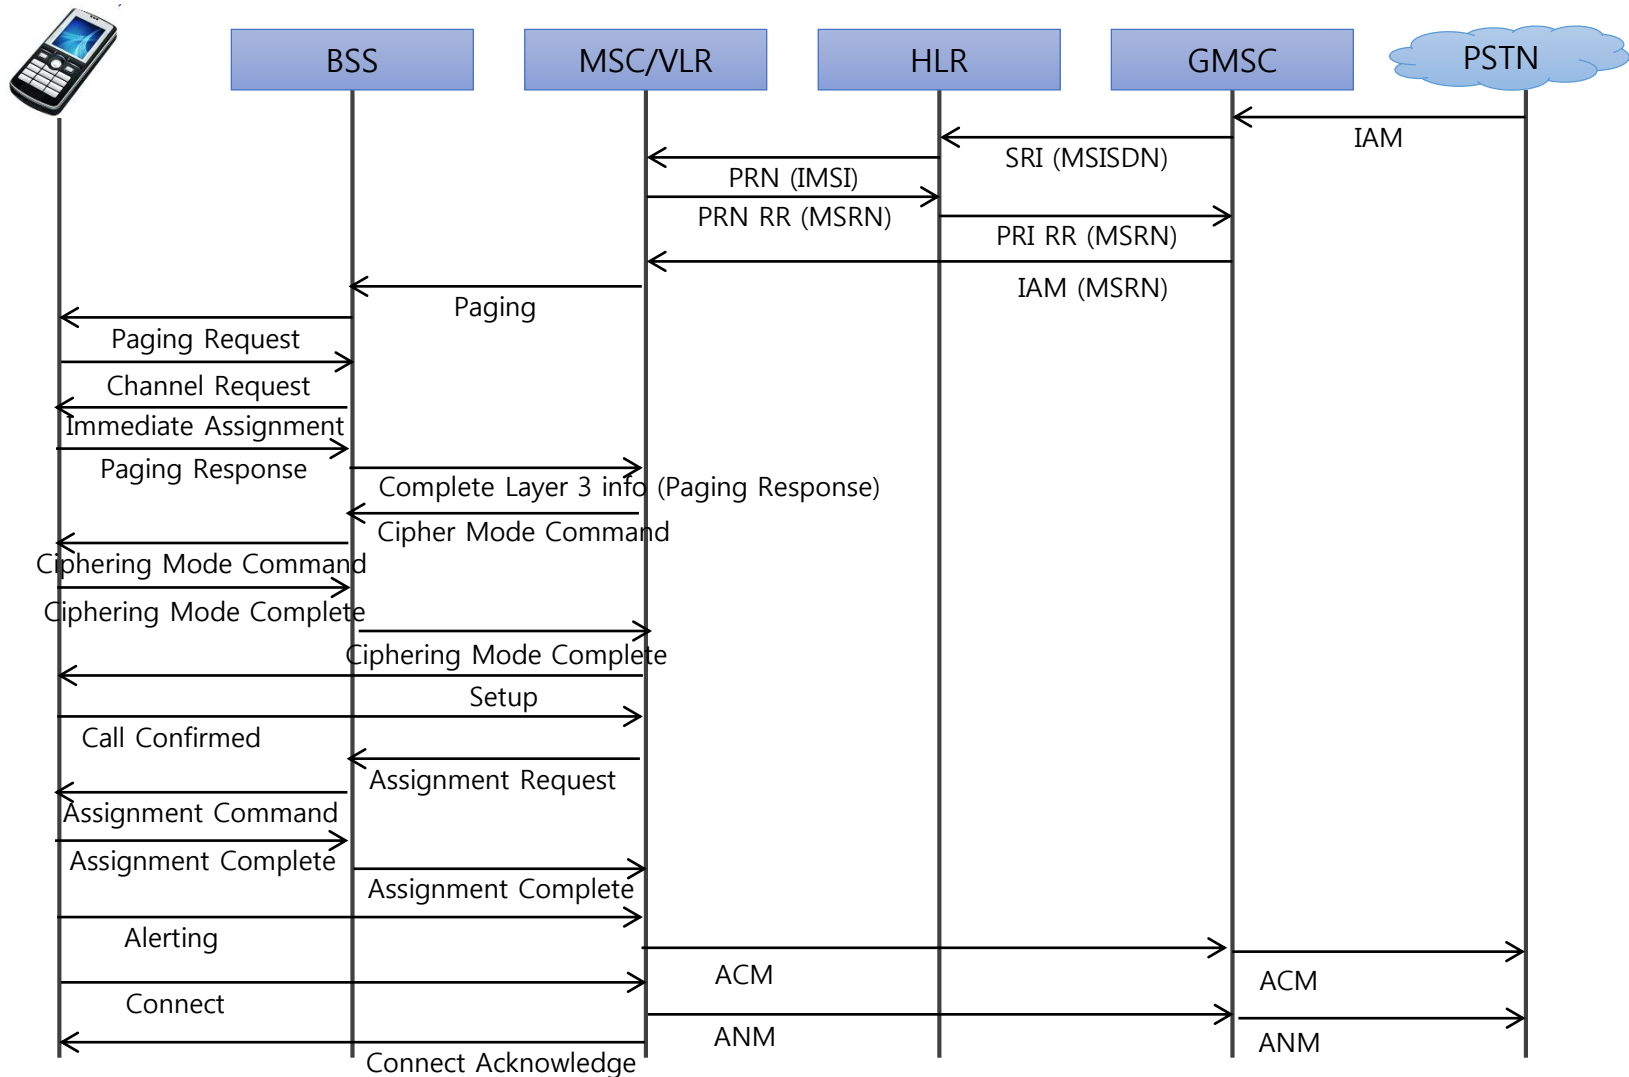 BSS
MSC/VLR
HLR
GMSC
PSTN
IAM
SRI (MSISDN)
PRN (IMSI)
PRN RR (MSRN)
PRI RR (MSRN)
IAM (MSRN)
Paging
Paging Request
Channel Request
Immediate Assignment
Paging Response
Complete Layer 3 info (Paging Response)
Cipher Mode Command
Ciphering Mode Command
Ciphering Mode Complete
Ciphering Mode Complete
Setup
Call Confirmed
Assignment Request
Assignment Command
Assignment Complete
Assignment Complete
Alerting
ACM
ACM
Connect
ANM
ANM
Connect Acknowledge